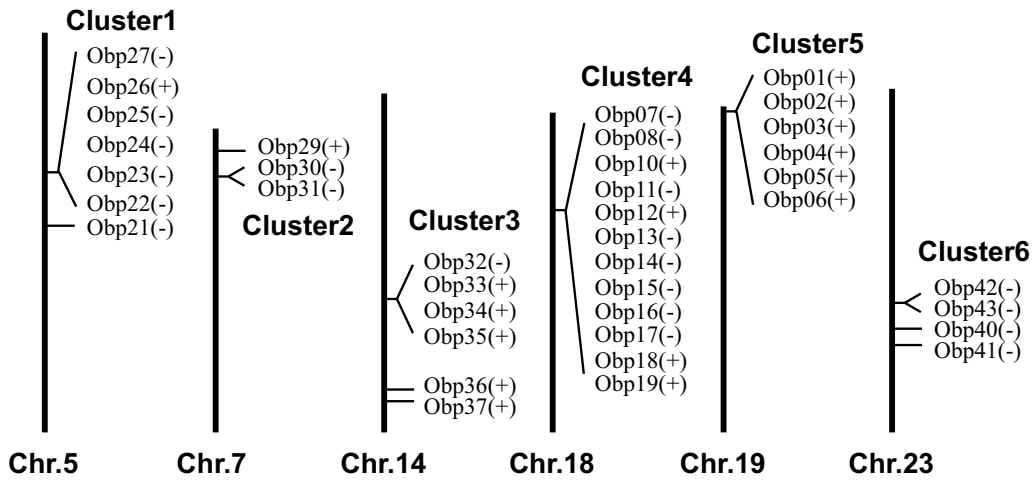 Cluster1
Obp27(-)
Obp26(+)
Obp25(-)
Obp24(-)
Obp23(-)
Obp22(-)
Obp21(-)
Obp29(+)
Obp30(-)
Obp31(-)
Cluster2
Cluster3
Obp32(-)
Obp33(+)
Obp34(+)
Obp35(+)
Obp36(+)
Obp37(+)
Cluster4
Obp07(-)
Obp08(-)
Obp10(+)
Obp11(-)
Obp12(+)
Obp13(-)
Obp14(-)
Obp15(-)
Obp16(-)
Obp17(-)
Obp18(+)
Obp19(+)
Cluster5
Obp01(+)
Obp02(+)
Obp03(+)
Obp04(+)
Obp05(+)
Obp06(+)
Cluster6
Obp42(-)
Obp43(-)
Obp40(-)
Obp41(-)
Chr.5 Chr.7 Chr.14 Chr.18 Chr.19 Chr.23